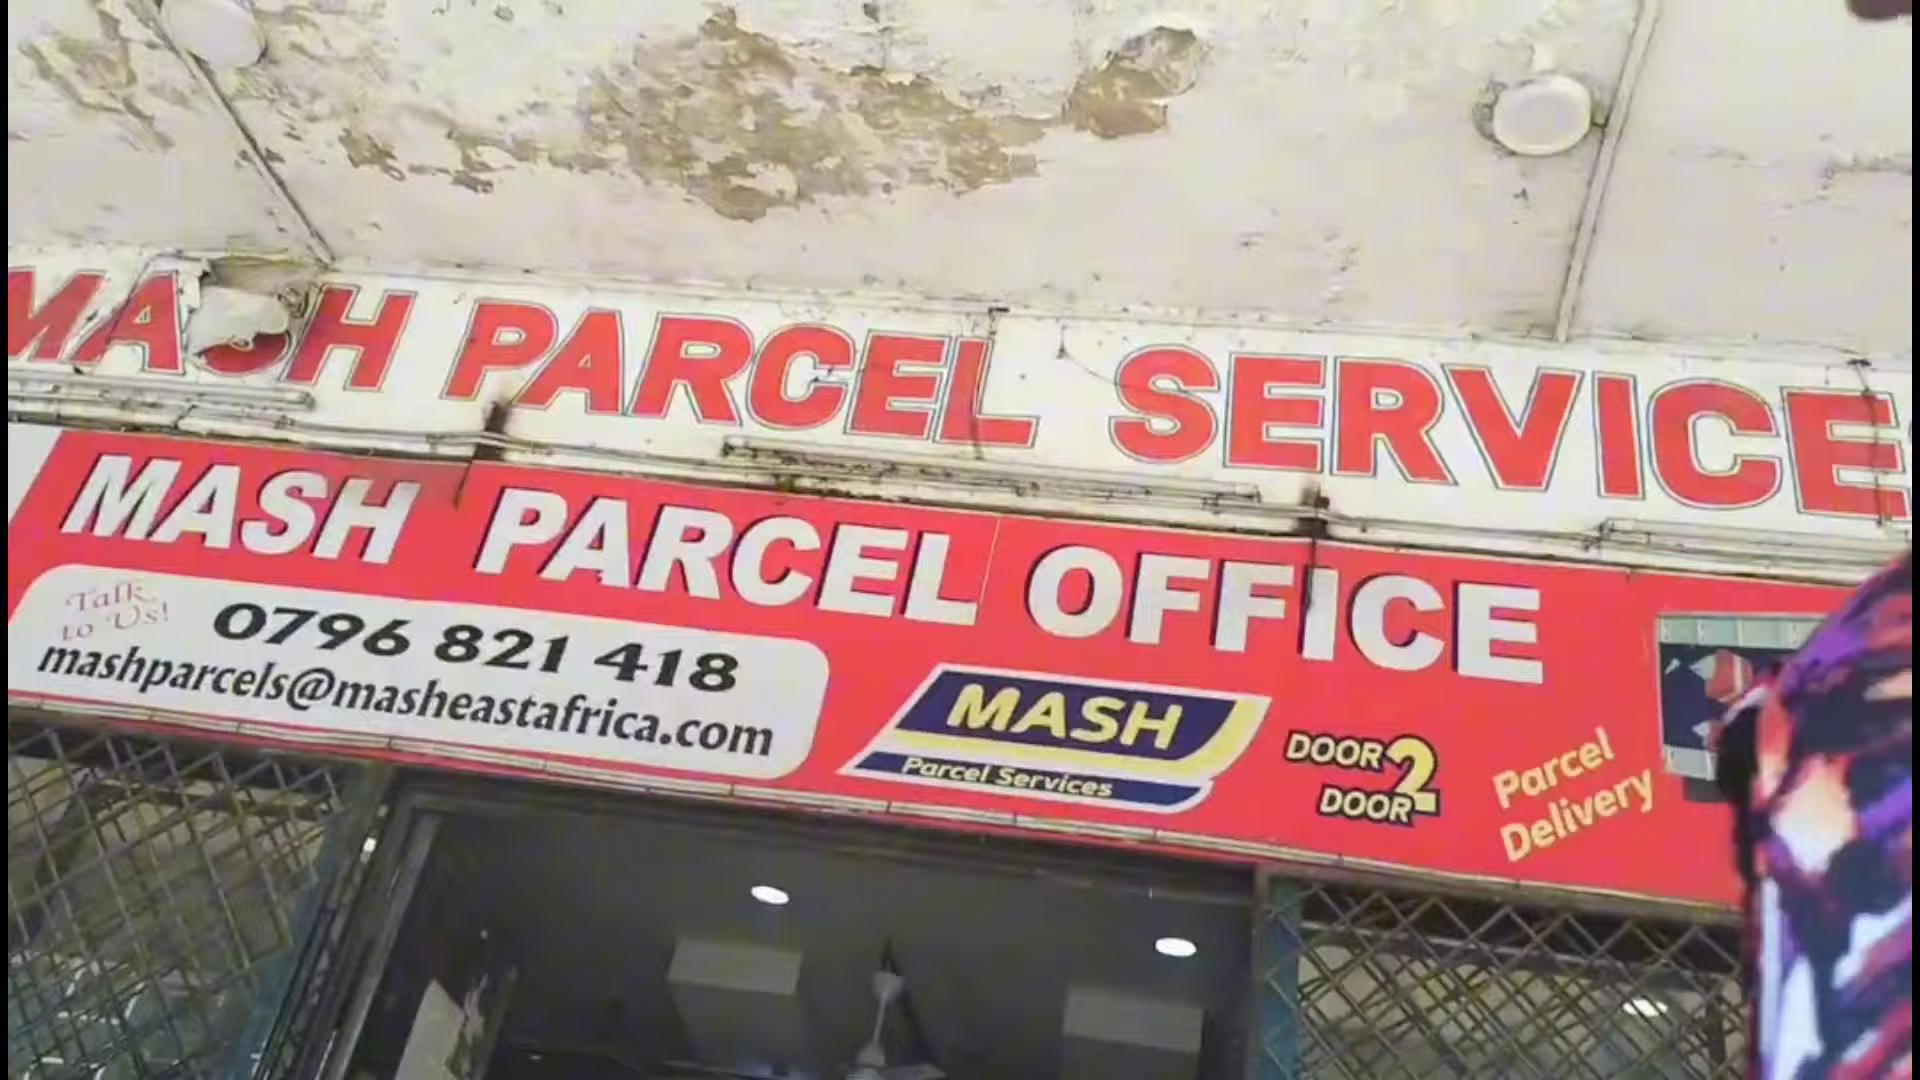 MASH PARCEL SERVICE
MASH PARCEL OFFICE
Talk
to Us!
0796 821 418
mashparcels@masheastafrica.com
MASH
Parcel Services
DOOR 2
DOOR
Parcel
Delivery